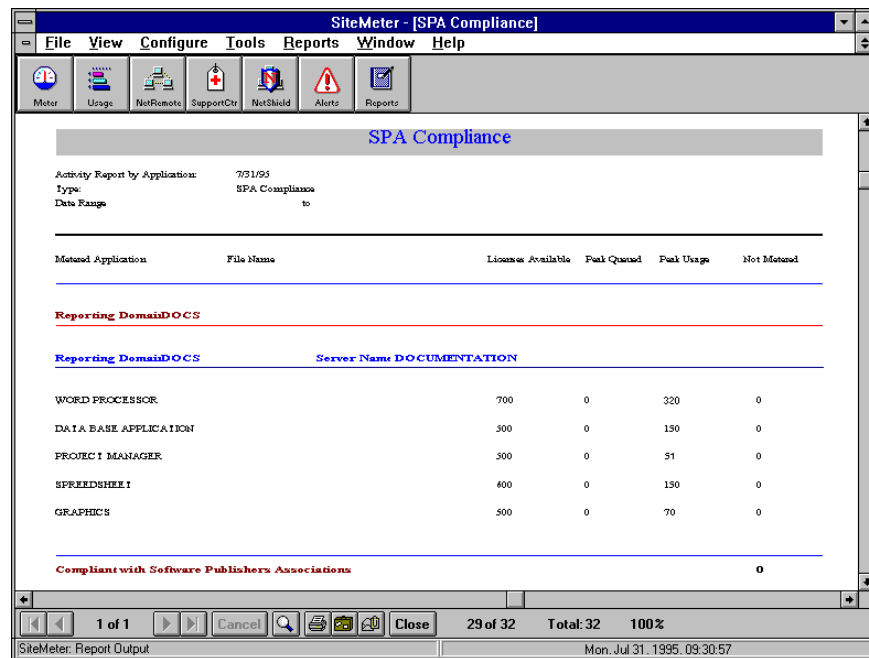 SiteMeter - [SPA Compliance]
File View Configure Tools Reports Window Help
Meter Usage NetRemote SupportCtr NetShield Alerts Reports
SPA Compliance
Activity Report by Application: 7/31/95
Type: SPA Compliance
Date Range to
Metered Application File Name Licenses Available Peak Queued Peak Usage Not Metered
Reporting DomainDOCS
Reporting DomainDOCS Server Name DOCUMENTATION
WORD PROCESSOR 700 0 320 0
DATA BASE APPLICATION 500 0 150 0
PROJECT MANAGER 500 0 51 0
SPREEDSHEET 600 0 150 0
GRAPHICS 500 0 70 0
Compliant with Software Publishers Associations 0
1 of 1 Cancel Close 29 of 32 Total: 32 100%
SiteMeter: Report Output Mon. Jul 31. 1995. 09:30:57